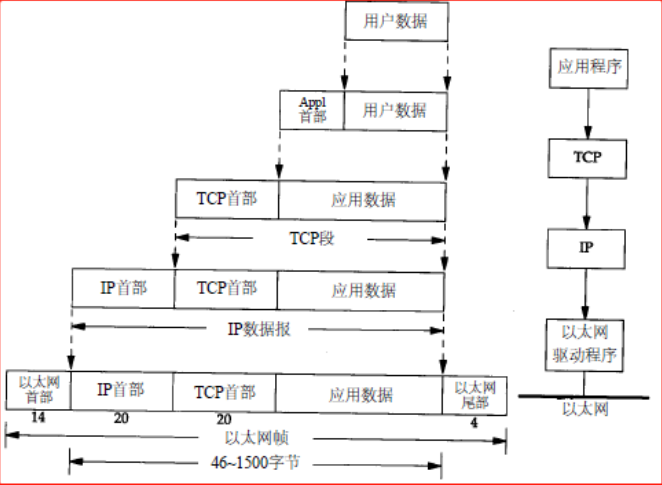 用户数据
应用程序
Appl
首部
用户数据
TCP
TCP首部
应用数据
TCP段
IP
IP首部
TCP首部
应用数据
IP数据报
以太网
驱动程序
以太网
首部
IP首部
TCP首部
应用数据
以太网
尾部
以太网
14
20
20
4
以太网帧
46~1500字节